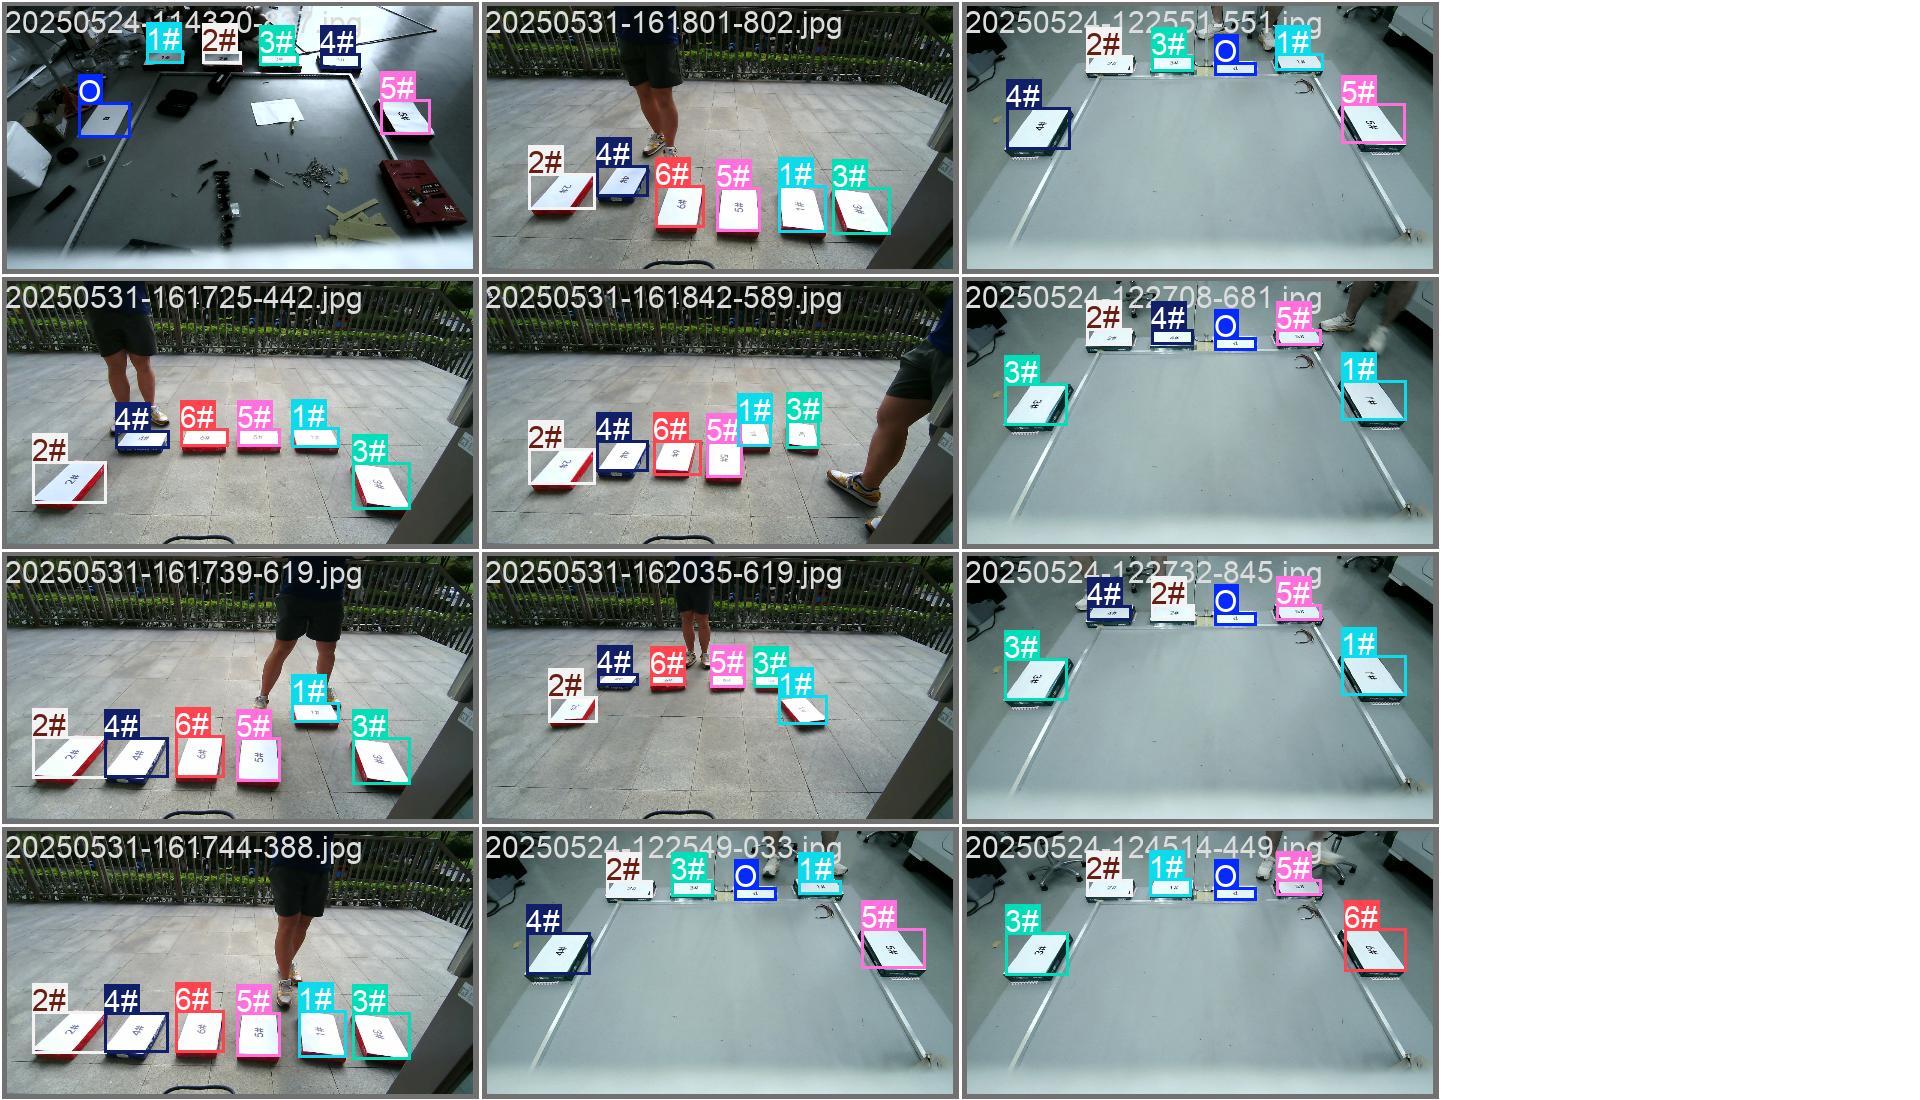 20250524-114320-897.jpg
1# 2# 3# 4#
O 5#
20250531-161801-802.jpg
2# 4# 6# 5# 1# 3#
20250524-122551-551.jpg
2# 3# O 1#
4# 5#
20250531-161725-442.jpg
4# 6# 5# 1#
2# 3#
20250531-161842-589.jpg
2# 4# 6# 5# 1# 3#
20250524-122708-681.jpg
2# 4# O 5#
3# 1#
20250531-161739-619.jpg
1#
2# 4# 6# 5# 3#
20250531-162035-619.jpg
4# 6# 5# 3#
2# 1#
20250524-122732-845.jpg
4# 2# O 5#
3# 1#
20250531-161744-388.jpg
2# 4# 6# 5# 1# 3#
20250524-122549-033.jpg
2# 3# O 1#
4# 5#
20250524-124514-449.jpg
2# 1# O 5#
3# 6#